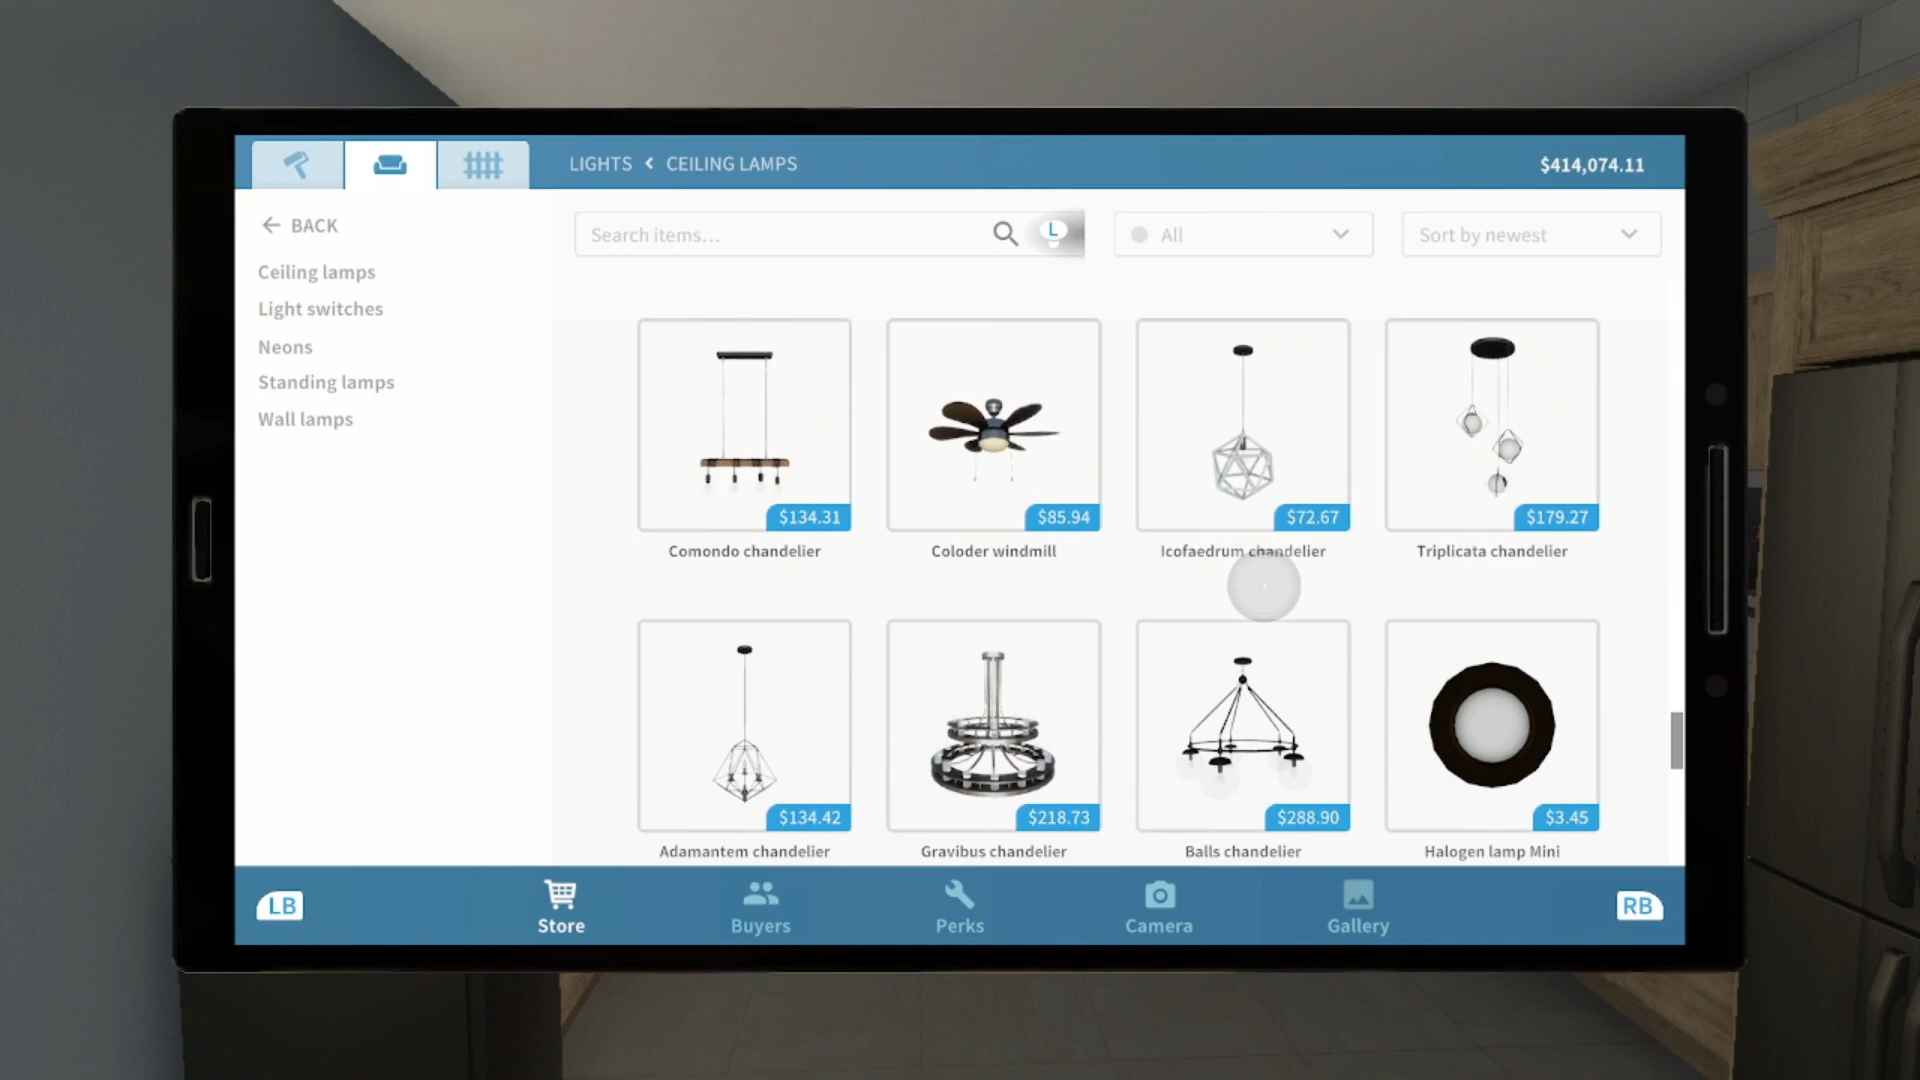 LIGHTS < CEILING LAMPS
$414,074.11
BACK
Search items...
L
All
Sort by newest
Ceiling lamps
Light switches
Neons
Standing lamps
Wall lamps
$134.31
$85.94
$72.67
$179.27
Comondo chandelier
Coloder windmill
Icofaedrum chandelier
Triplicata chandelier
$134.42
$218.73
$288.90
$3.45
Adamantem chandelier
Gravibus chandelier
Balls chandelier
Halogen lamp Mini
LB
Store
Buyers
Perks
Camera
Gallery
RB